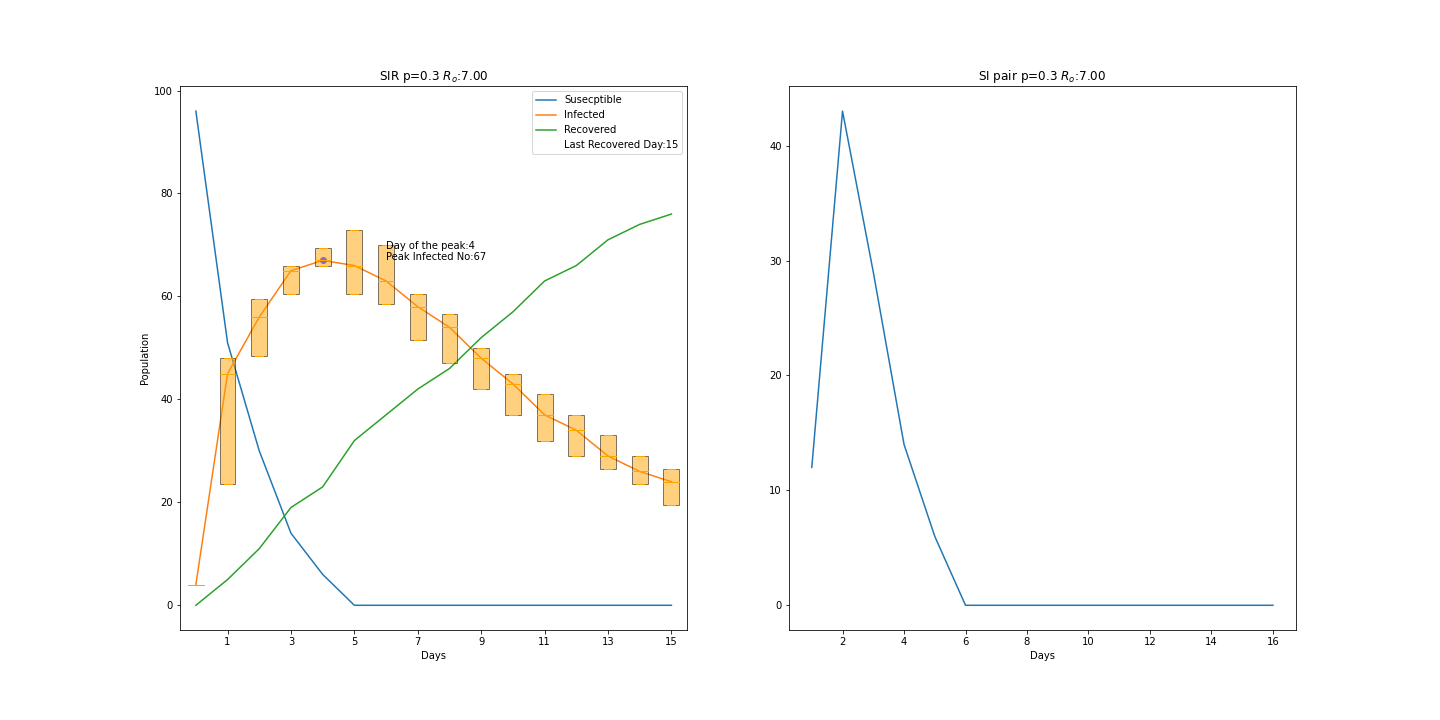 SIR p=0.3 Rₒ:7.00
100
80
60
40
20
0
Population
Susecptible
Infected
Recovered
Last Recovered Day:15
Day of the peak:4
Peak Infected No:67
1 3 5 7 9 11 13 15
Days
SI pair p=0.3 Rₒ:7.00
40
30
20
10
0
2 4 6 8 10 12 14 16
Days